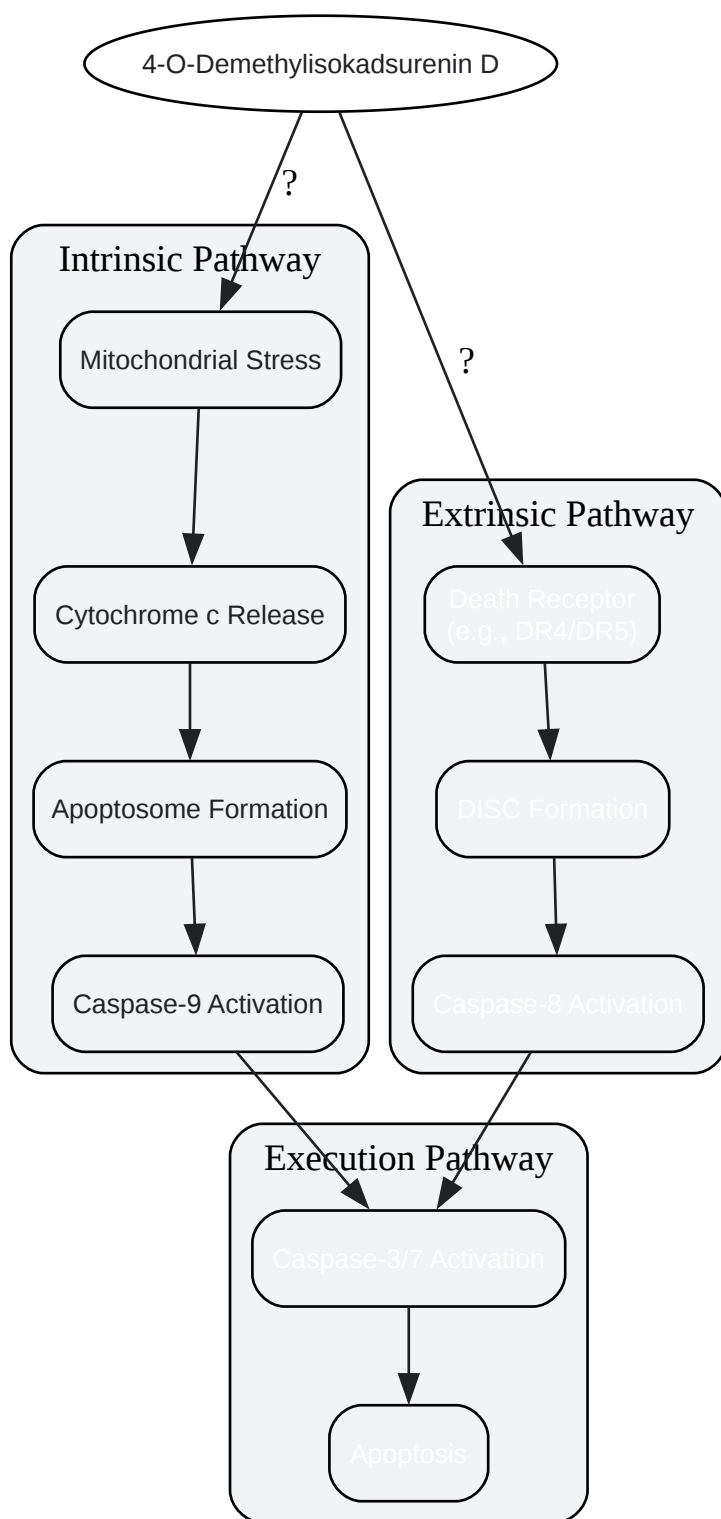 4-O-Demethylisokadsurenin D
?
Intrinsic Pathway
Mitochondrial Stress
?
Extrinsic Pathway
Cytochrome c Release
Death Receptor
(e.g., DR4/DR5)
Apoptosome Formation
DISC Formation
Caspase-9 Activation
Caspase-8 Activation
Execution Pathway
Caspase-3/7 Activation
Apoptosis